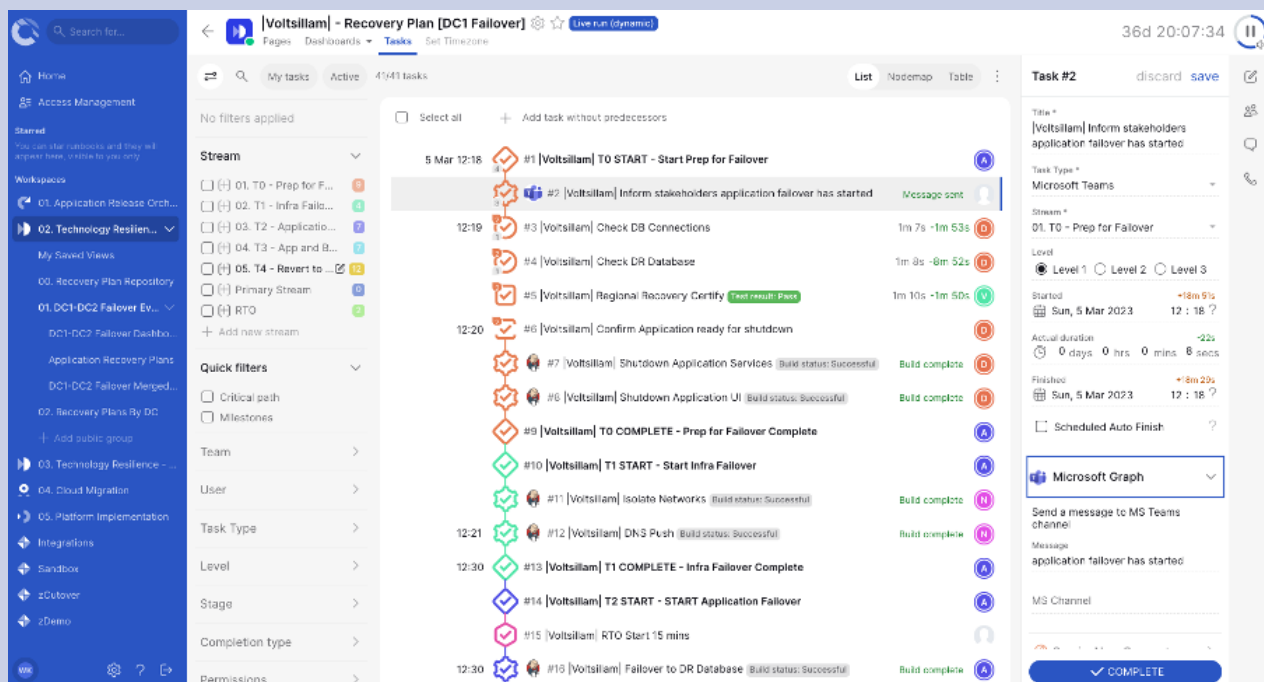 Search for...
Home
Access Management
Starred
You can star runbooks and they will
appear here, visible to you only
Workspaces
01. Application Release Orch...
02. Technology Resilien...
My Saved Views
00. Recovery Plan Repository
01. DC1-DC2 Failover Ev...
DC1-DC2 Failover Dashbo...
Application Recovery Plans
DC1-DC2 Failover Merged...
02. Recovery Plans By DC
Add public group
03. Technology Resilience - ...
04. Cloud Migration
05. Platform Implementation
Integrations
Sandbox
zCutover
zDemo
WK
|Voltsillam| - Recovery Plan [DC1 Failover]
Live run (dynamic)
Pages Dashboards Tasks Set Timezone
36d 20:07:34
My tasks Active 41/41 tasks
List Nodemap Table
No filters applied
Stream
01. T0 - Prep for F... 9
02. T1 - Infra Failo... 4
03. T2 - Applicatio... 7
04. T3 - App and B... 7
05. T4 - Revert to ... 12
Primary Stream 0
RTO 2
+ Add new stream
Quick filters
Critical path
Milestones
Team
User
Task Type
Level
Stage
Completion type
Permissions
Select all + Add task without predecessors
5 Mar 12:18 #1 |Voltsillam| T0 START - Start Prep for Failover A
#2 |Voltsillam| Inform stakeholders application failover has started Message sent
12:19 #3 |Voltsillam| Check DB Connections 1m 7s -1m 53s D
#4 |Voltsillam| Check DR Database 1m 8s -8m 52s D
#5 |Voltsillam| Regional Recovery Certify Test result: Pass 1m 10s -1m 50s V
12:20 #6 |Voltsillam| Confirm Application ready for shutdown D
#7 |Voltsillam| Shutdown Application Services Build status: Successful Build complete D
#8 |Voltsillam| Shutdown Application UI Build status: Successful Build complete D
#9 |Voltsillam| T0 COMPLETE - Prep for Failover Complete A
#10 |Voltsillam| T1 START - Start Infra Failover A
#11 |Voltsillam| Isolate Networks Build status: Successful Build complete N
12:21 #12 |Voltsillam| DNS Push Build status: Successful Build complete N
12:30 #13 |Voltsillam| T1 COMPLETE - Infra Failover Complete A
#14 |Voltsillam| T2 START - START Application Failover A
#15 |Voltsillam| RTO Start 15 mins
12:30 #16 |Voltsillam| Failover to DR Database Build status: Successful Build complete A
Task #2 discard save
Title *
|Voltsillam| Inform stakeholders
application failover has started
Task Type *
Microsoft Teams
Stream *
01. T0 - Prep for Failover
Level
Level 1 Level 2 Level 3
Started +18m 51s
Sun, 5 Mar 2023 12 : 18 ?
Actual duration -22s
0 days 0 hrs 0 mins 8 secs
Finished +18m 29s
Sun, 5 Mar 2023 12 : 18 ?
Scheduled Auto Finish ?
Microsoft Graph
Send a message to MS Teams
channel
Message
application failover has started
MS Channel
COMPLETE